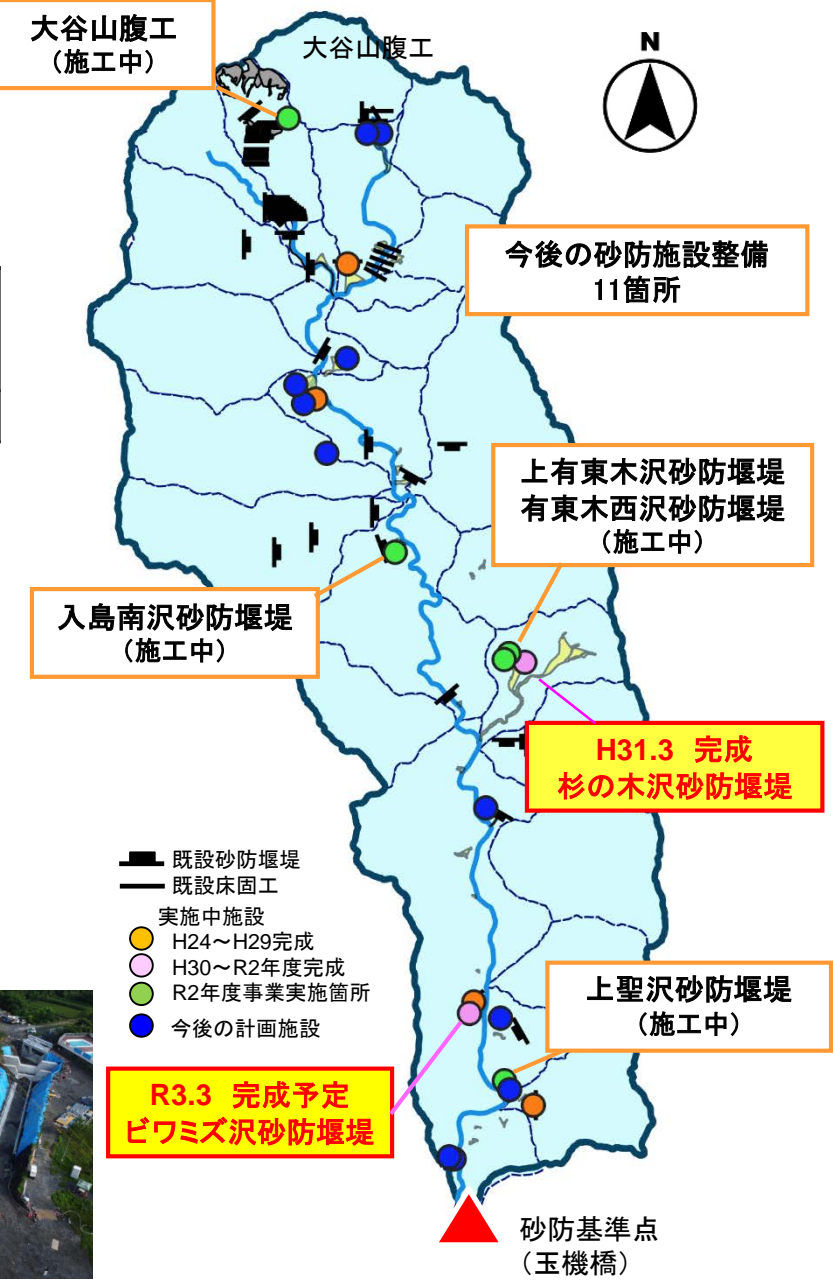 大谷山腹工
（施工中）
大谷山腹工
N
今後の砂防施設整備
11箇所
上有東木沢砂防堰堤
有東木西沢砂防堰堤
（施工中）
入島南沢砂防堰堤
（施工中）
H31.3 完成
杉の木沢砂防堰堤
既設砂防堰堤
既設床固工
実施中施設
H24～H29完成
H30～R2年度完成
R2年度事業実施箇所
今後の計画施設
上聖沢砂防堰堤
（施工中）
R3.3 完成予定
ビワミズ沢砂防堰堤
砂防基準点
（玉機橋）